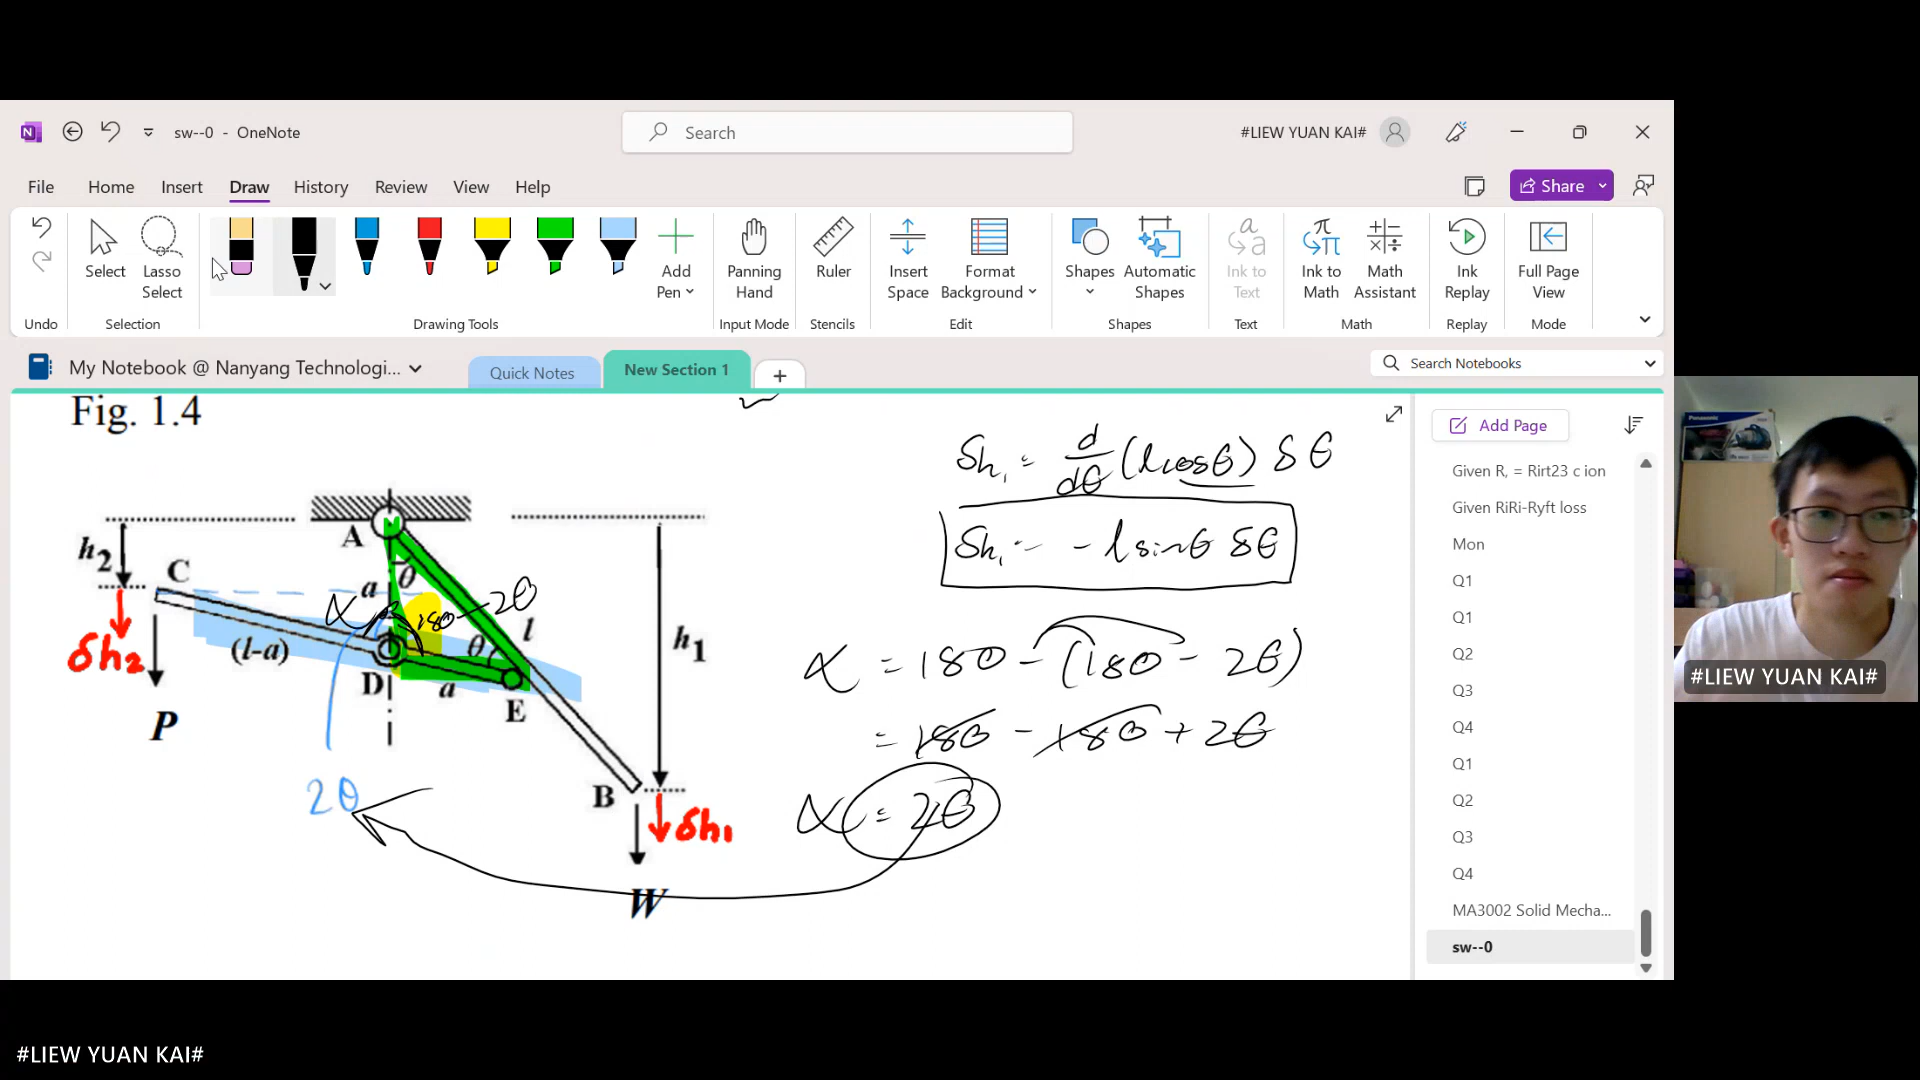 sw--0 - OneNote
Search
#LIEW YUAN KAI#
File Home Insert Draw History Review View Help
Share
Select
Lasso Select
Add Pen
Panning Hand
Ruler
Insert Space
Format Background
Shapes
Automatic Shapes
Ink to Text
Ink to Math
Math Assistant
Ink Replay
Full Page View
Undo
Selection
Drawing Tools
Input Mode
Stencils
Edit
Shapes
Text
Math
Replay
Mode
My Notebook @ Nanyang Technologi...
Quick Notes
New Section 1
+
Search Notebooks
Fig. 1.4
A
h₂
C
a
θ
α
180-2θ
l
θ
(l-a)
D
a
E
h₁
δh₂
P
2θ
B
δh₁
W
δh₁ = d/dθ (l cosθ) δθ
δh₁ = - l sinθ δθ
α = 180 - (180 - 2θ)
= 180 - 180 + 2θ
α = 2θ
Add Page
Given R, = Rirt23 c ion
Given RiRi-Ryft loss
Mon
Q1
Q1
Q2
Q3
Q4
Q1
Q2
Q3
Q4
MA3002 Solid Mecha...
sw--0
Panasonic
#LIEW YUAN KAI#
#LIEW YUAN KAI#